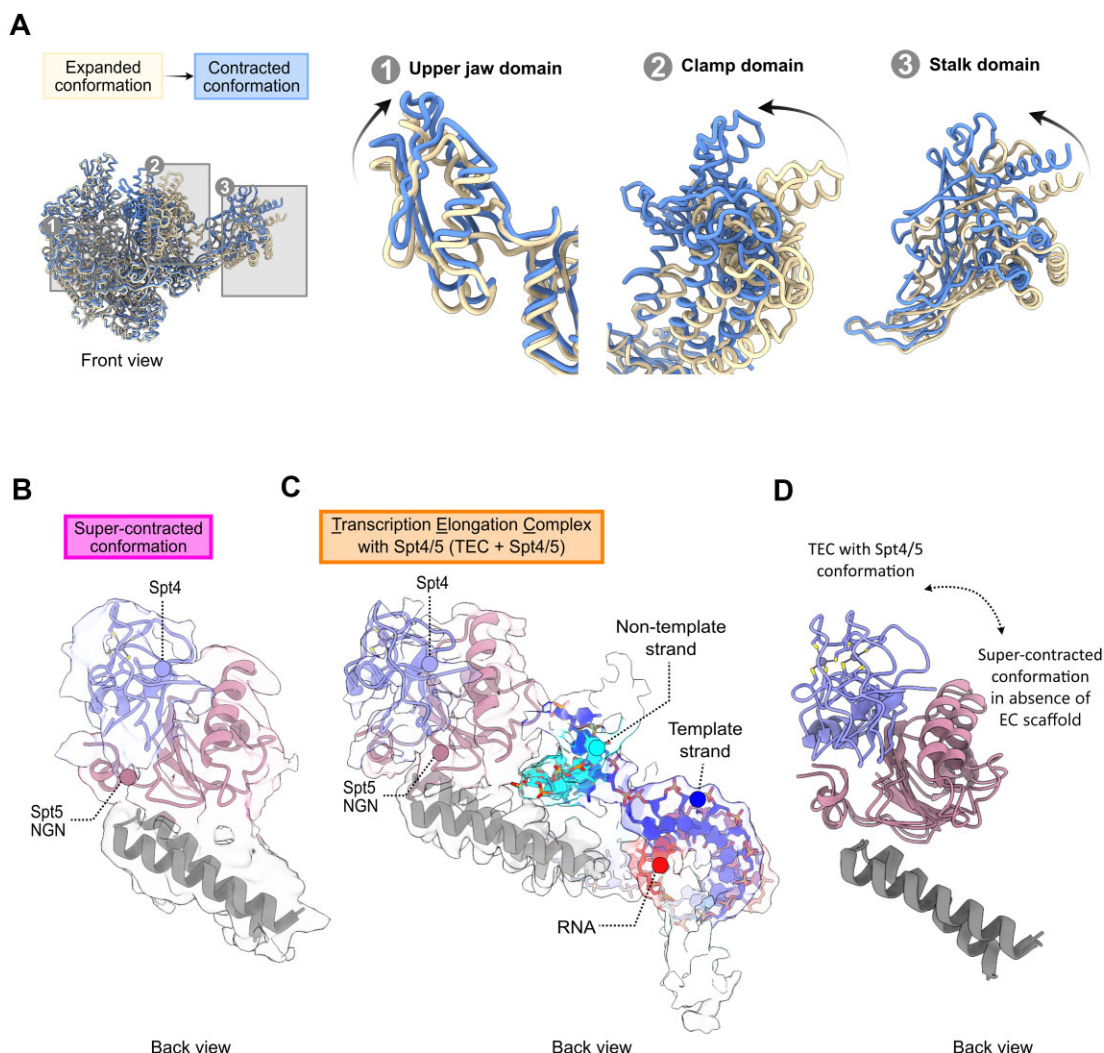 A
Expanded
conformation
Contracted
conformation
1 Upper jaw domain
2 Clamp domain
3 Stalk domain
2
3
1
Front view
B
Super-contracted
conformation
Spt4
Spt5
NGN
Back view
C
Transcription Elongation Complex
with Spt4/5 (TEC + Spt4/5)
Spt4
Non-template
strand
Template
strand
Spt5
NGN
RNA
Back view
D
TEC with Spt4/5
conformation
Super-contracted
conformation
in absence of
EC scaffold
Back view